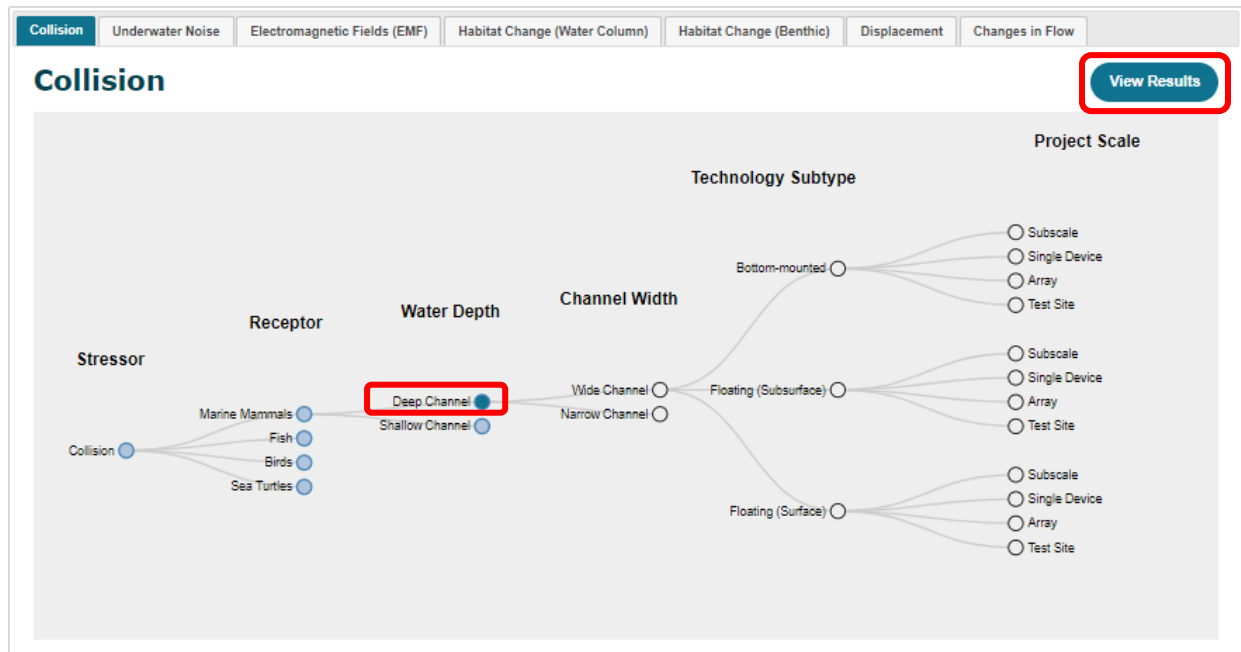 Collision
Underwater Noise
Electromagnetic Fields (EMF)
Habitat Change (Water Column)
Habitat Change (Benthic)
Displacement
Changes in Flow
Collision
View Results
Stressor
Collision
Receptor
Marine Mammals
Fish
Birds
Sea Turtles
Water Depth
Deep Channel
Shallow Channel
Channel Width
Wide Channel
Narrow Channel
Technology Subtype
Bottom-mounted
Floating (Subsurface)
Floating (Surface)
Project Scale
Subscale
Single Device
Array
Test Site
Subscale
Single Device
Array
Test Site
Subscale
Single Device
Array
Test Site